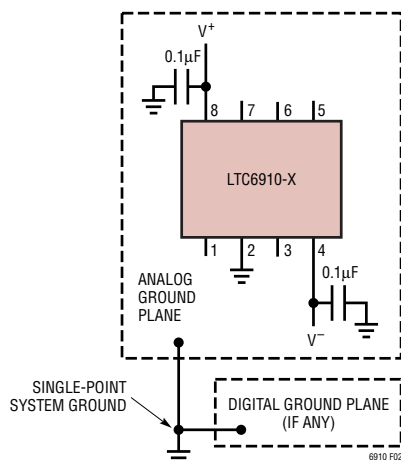 V+
0.1µF
8 7 6 5
LTC6910-X
1 2 3 4
ANALOG
GROUND
PLANE
0.1µF
V−
SINGLE-POINT
SYSTEM GROUND
DIGITAL GROUND PLANE
(IF ANY)
6910 F02